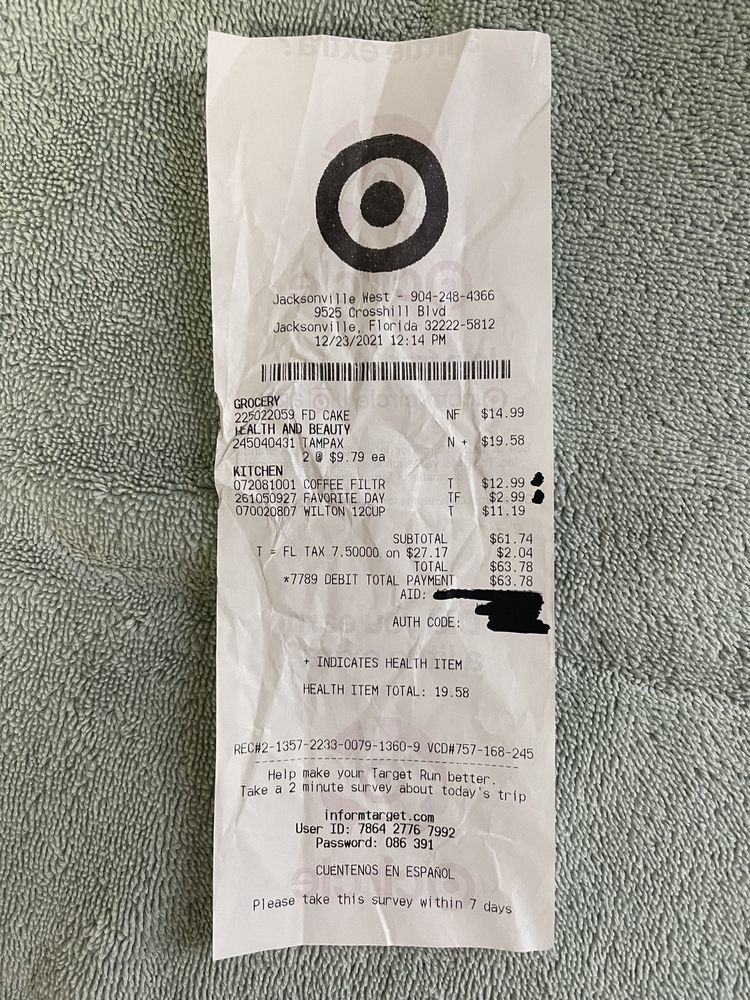 Jacksonville West - 904-248-4366
9525 Crosshill Blvd
Jacksonville, Florida 32222-5812
12/23/2021 12:14 PM
GROCERY
225022059 FD CAKE NF $14.99
HEALTH AND BEAUTY
245040431 TAMPAX N + $19.58
2 @ $9.79 ea
KITCHEN
072081001 COFFEE FILTR T $12.99
261050927 FAVORITE DAY TF $2.99
070020807 WILTON 12CUP T $11.19
SUBTOTAL $61.74
T = FL TAX 7.50000 on $27.17 $2.04
TOTAL $63.78
*7789 DEBIT TOTAL PAYMENT $63.78
AID:
AUTH CODE:
+ INDICATES HEALTH ITEM
HEALTH ITEM TOTAL: 19.58
REC#2-1357-2233-0079-1360-9 VCD#757-168-245
Help make your Target Run better.
Take a 2 minute survey about today's trip
informtarget.com
User ID: 7864 2776 7992
Password: 086 391
CUÉNTENOS EN ESPAÑOL
Please take this survey within 7 days